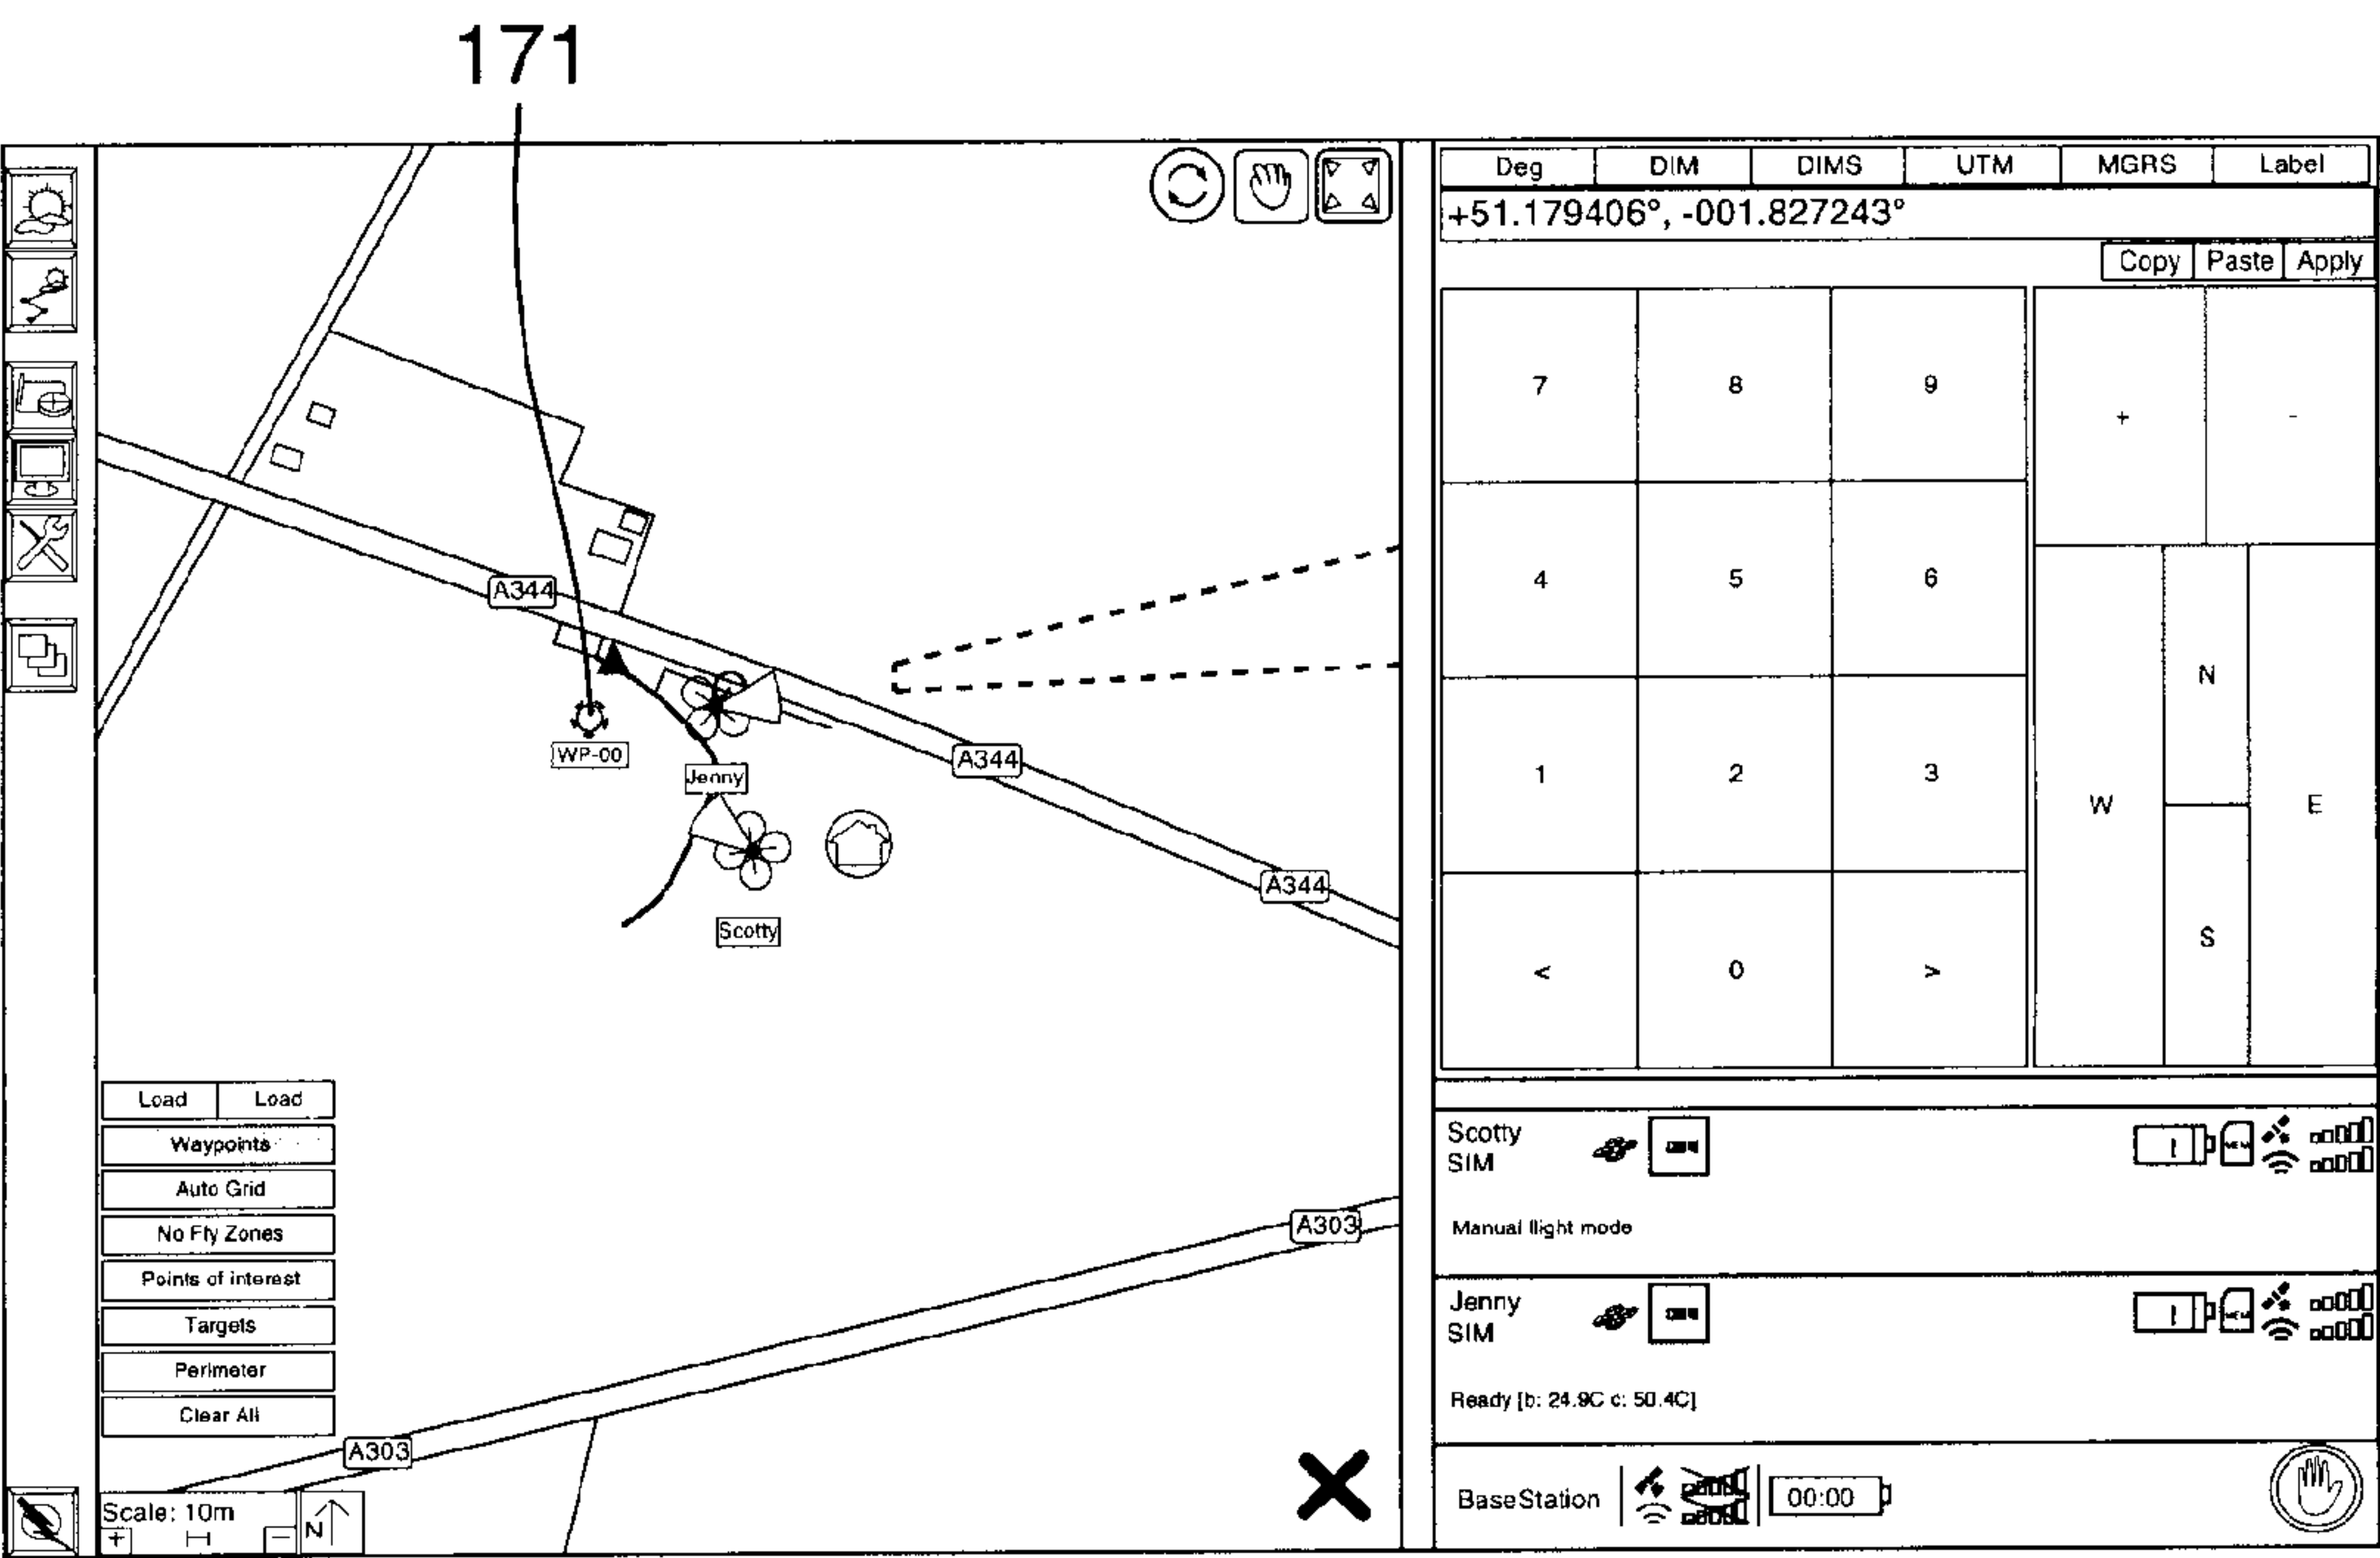 171
Deg DIM DIMS UTM MGRS Label
+51.179406°, -001.827243°
Copy Paste Apply
7 8 9 + -
4 5 6
1 2 3
W N E
S
< 0 >
A344
WP-00
Jenny
A344
Scotty
A344
Load Load
Waypoints
Auto Grid
No Fly Zones
Points of interest
Targets
Perimeter
Clear All
A303
A303
Scale: 10m
+ - N
Scotty
SIM
MEM
Manual flight mode
Jenny
SIM
MEM
Ready [b: 24.9C c: 50.4C]
BaseStation 00:00